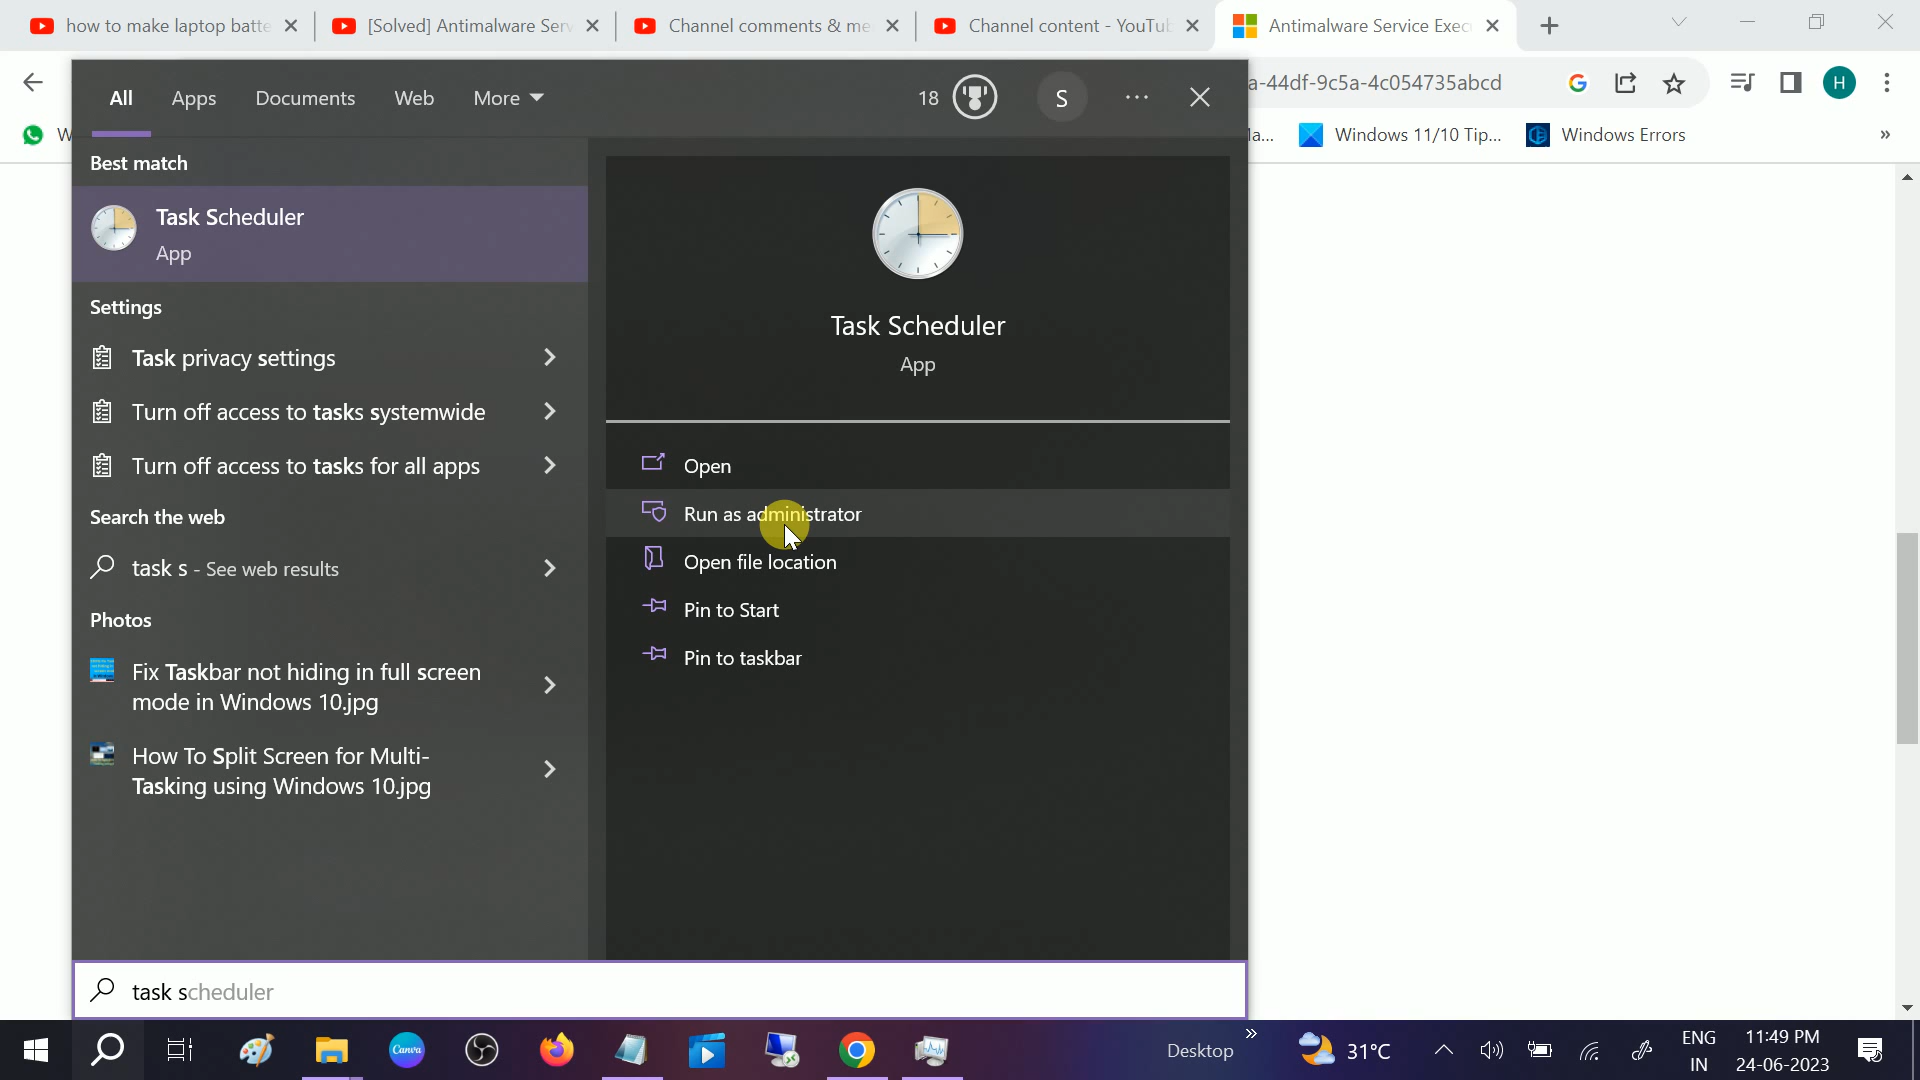 how to make laptop batte
[Solved] Antimalware Serv
Channel comments & me
Channel content - YouTub
Antimalware Service Exec
a-44df-9c5a-4c054735abcd
H
W
Windows 11/10 Tip...
Windows Errors
»
All
Apps
Documents
Web
More
18
S
Best match
Task Scheduler
App
Settings
Task privacy settings
Turn off access to tasks systemwide
Turn off access to tasks for all apps
Search the web
task s - See web results
Photos
Fix Taskbar not hiding in full screen
mode in Windows 10.jpg
How To Split Screen for Multi-
Tasking using Windows 10.jpg
Task Scheduler
App
Open
Run as administrator
Open file location
Pin to Start
Pin to taskbar
task scheduler
Canva
Desktop
»
31°C
ENG
IN
11:49 PM
24-06-2023